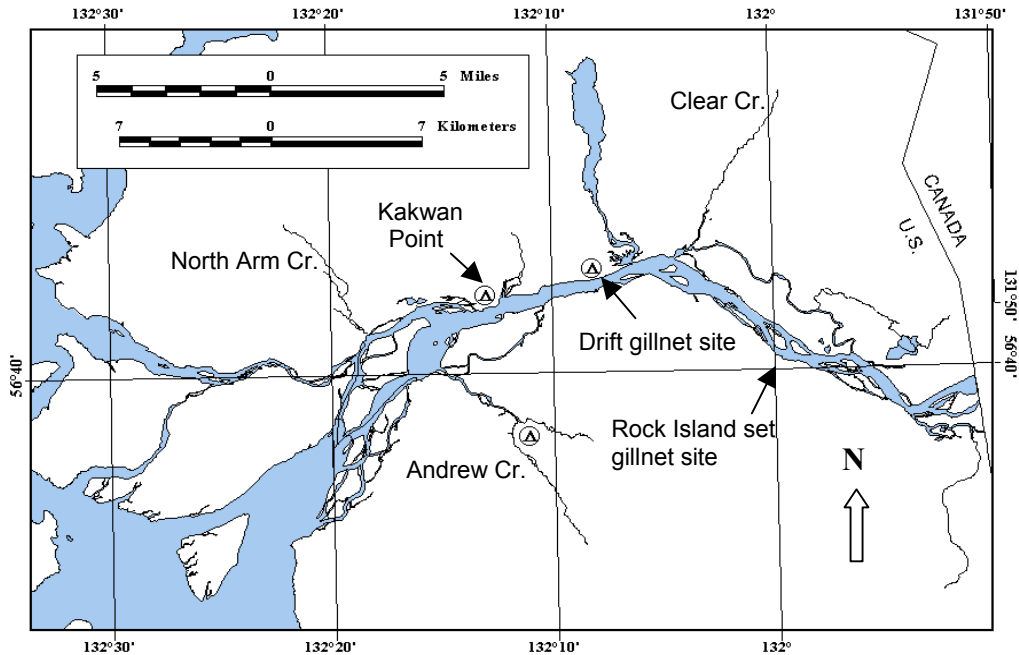 132°30'
132°20'
132°10'
132°
131°50'
5 0 5 Miles
7 0 7 Kilometers
Clear Cr.
CANADA
U.S.
Kakwan
Point
North Arm Cr.
131°50'
Drift gillnet site
56°40'
56°40'
Rock Island set
gillnet site
Andrew Cr.
N
132°30'
132°20'
132°10'
132°